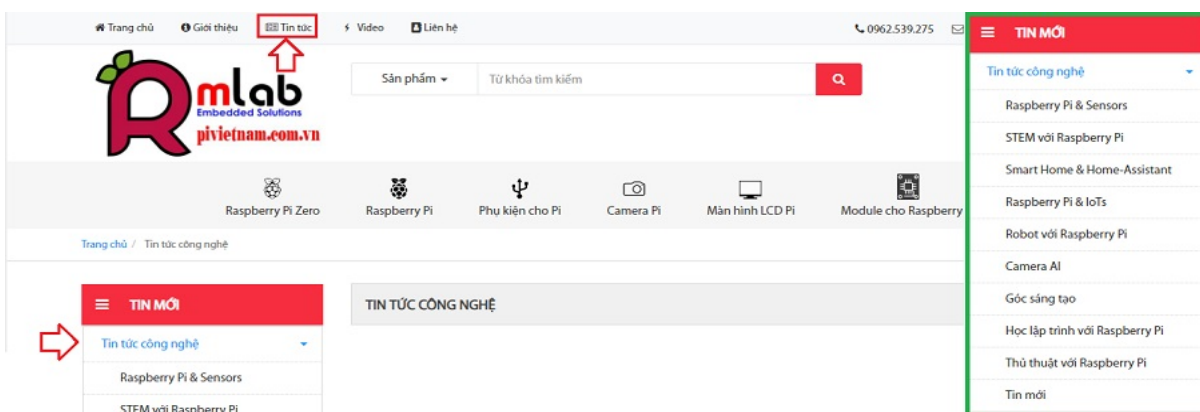 Trang chủ Giới thiệu Tin tức Video Liên hệ 0962.539.275
Rmlab
Embedded Solutions
pivietnam.com.vn
Sản phẩm Từ khóa tìm kiếm
Raspberry Pi Zero Raspberry Pi Phụ kiện cho Pi Camera Pi Màn hình LCD Pi Module cho Raspberry
Trang chủ / Tin tức công nghệ
TIN MỚI
TIN TỨC CÔNG NGHỆ
Tin tức công nghệ
Raspberry Pi & Sensors
STEM với Raspberry Pi
TIN MỚI
Tin tức công nghệ
Raspberry Pi & Sensors
STEM với Raspberry Pi
Smart Home & Home-Assistant
Raspberry Pi & IoTs
Robot với Raspberry Pi
Camera AI
Góc sáng tạo
Học lập trình với Raspberry Pi
Thủ thuật với Raspberry Pi
Tin mới